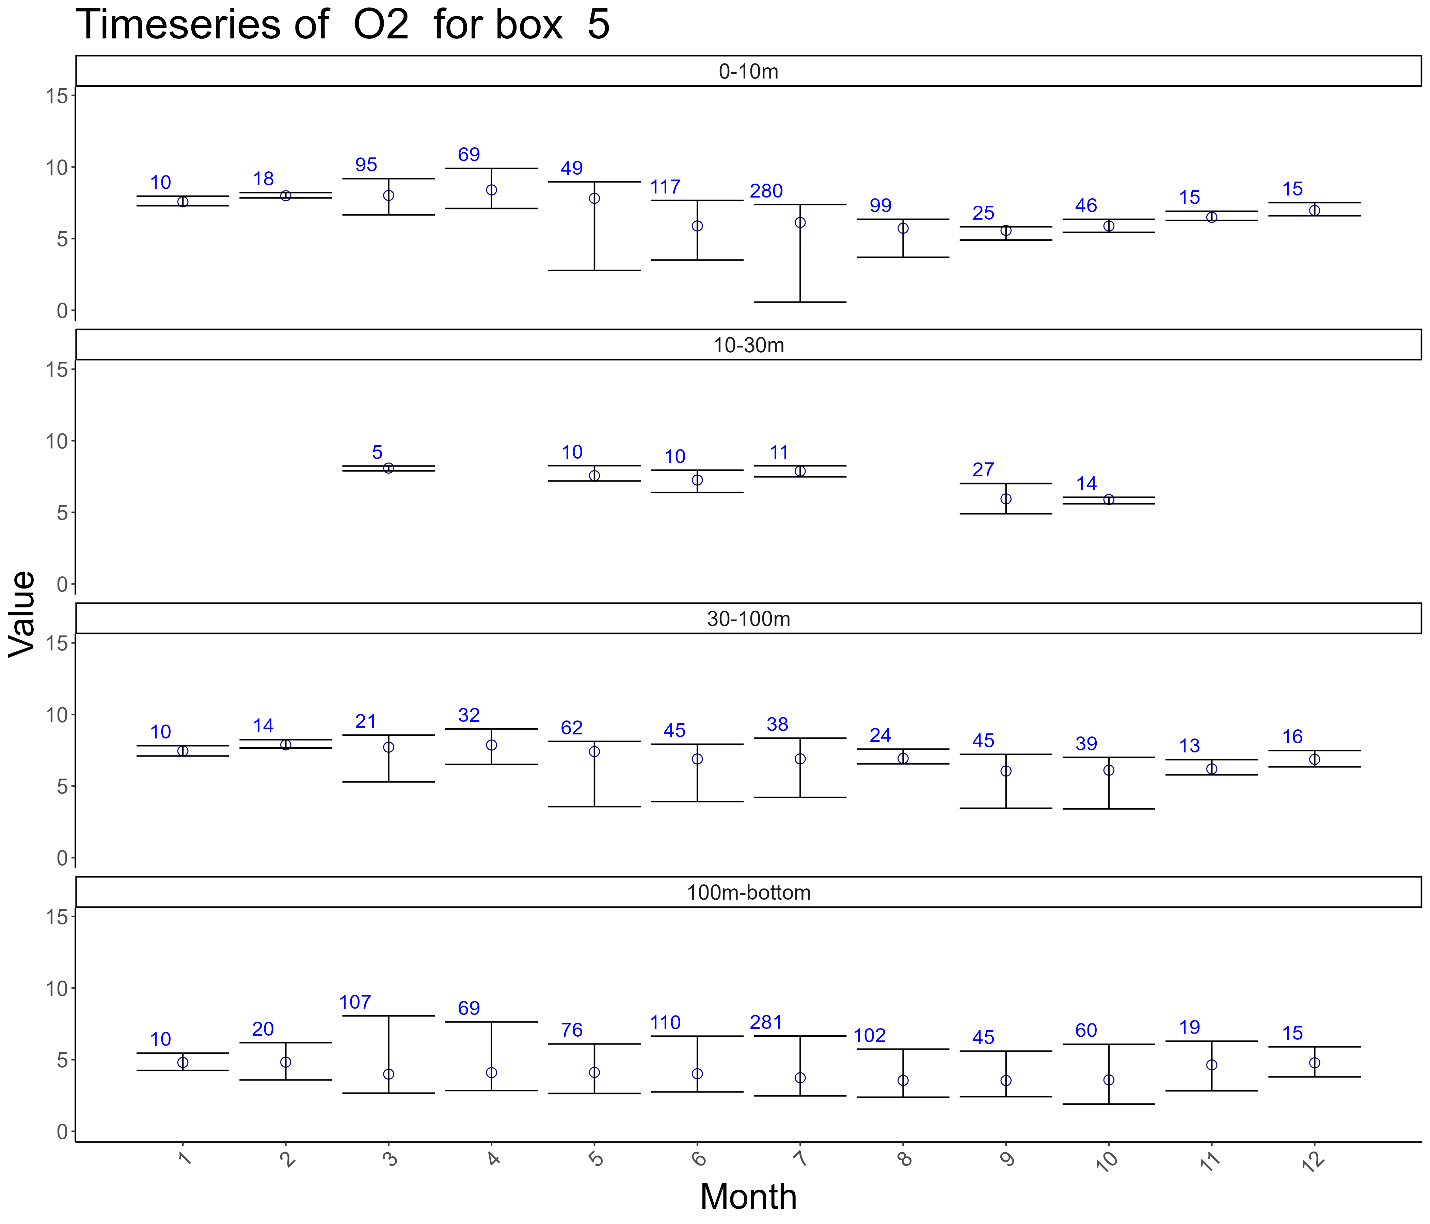 Timeseries of  O2  for box  5
0-10m
15
10
5
0
10 18 95 69 49 117 280 99 25 46 15 15
10-30m
15
10
5
0
5 10 10 11 27 14
Value
30-100m
15
10
5
0
10 14 21 32 62 45 38 24 45 39 13 16
100m-bottom
15
10
5
0
10 20 107 69 76 110 281 102 45 60 19 15
1 2 3 4 5 6 7 8 9 10 11 12
Month